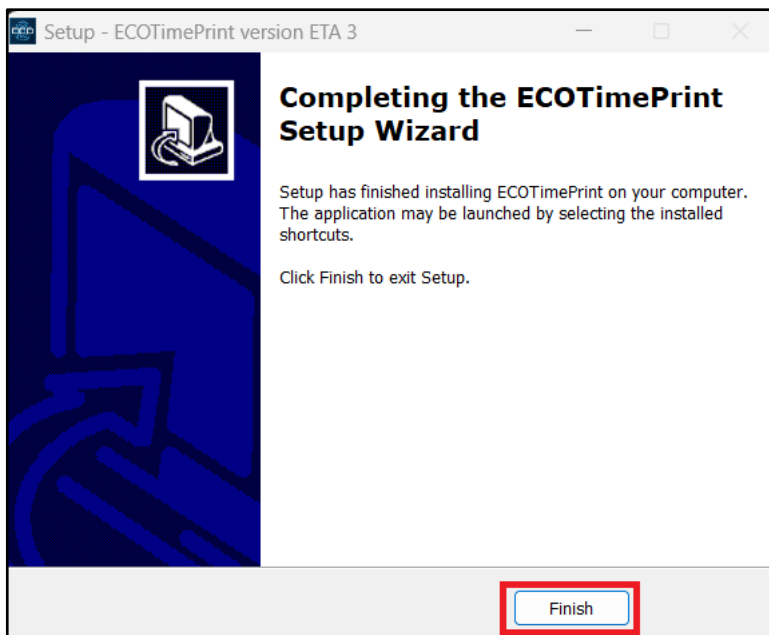 Setup - ECOTimePrint version ETA 3
Completing the ECOTimePrint
Setup Wizard
Setup has finished installing ECOTimePrint on your computer.
The application may be launched by selecting the installed
shortcuts.
Click Finish to exit Setup.
Finish